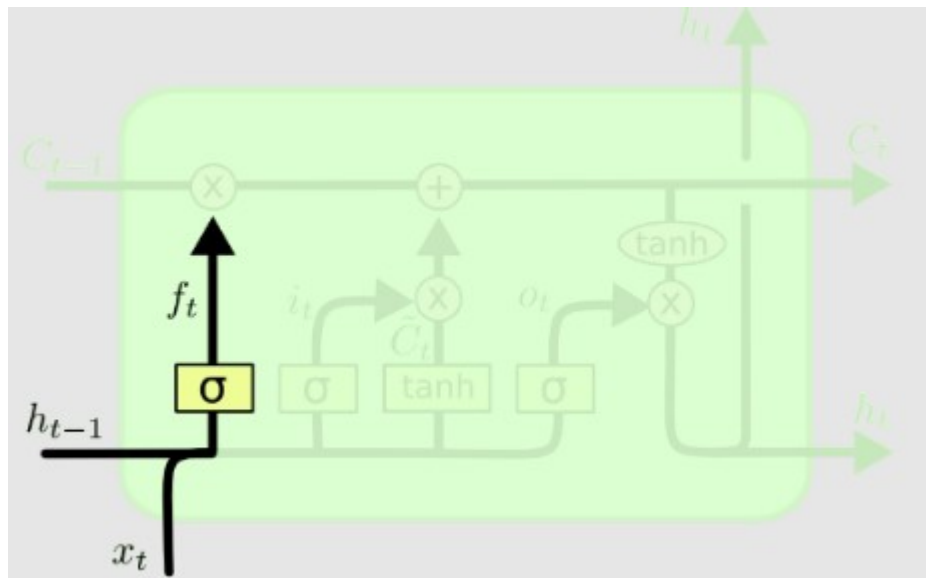 h_t
C_{t-1}
C_t
x
+
tanh
f_t
i_t
x
o_t
x
C̃_t
σ
σ
tanh
σ
h_{t-1}
h_t
x_t